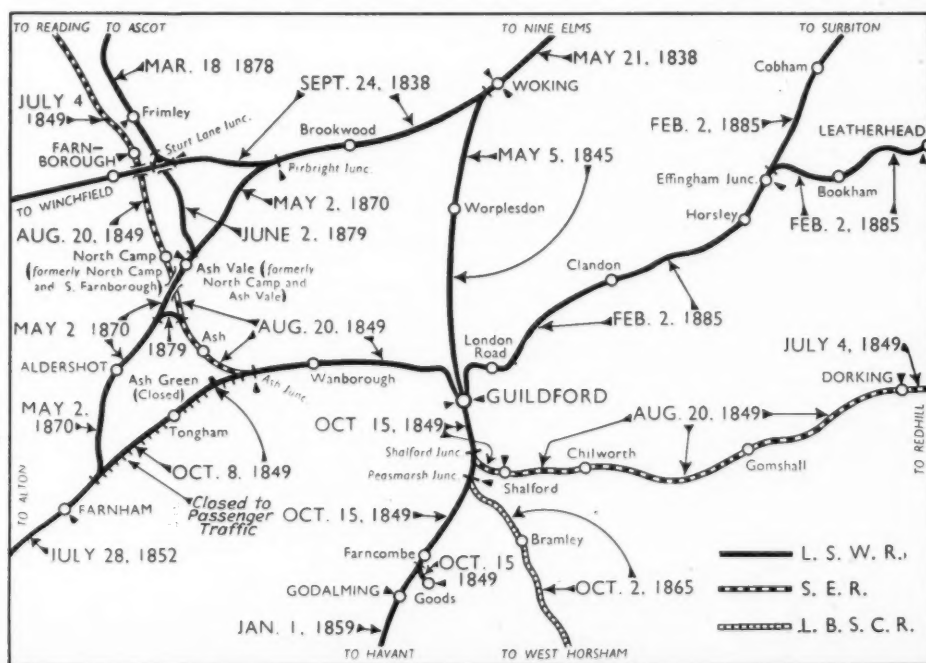 TO READING
TO ASCOT
TO NINE ELMS
TO SURBITON
MAR. 18 1878
MAY 21, 1838
Cobham
SEPT. 24, 1838
WOKING
JULY 4
1849
Frimley
Sturt Lane Junc.
Brookwood
FEB. 2, 1885
LEATHERHEAD
FARN-
BOROUGH
Pirbright Junc.
MAY 5, 1845
Effingham Junc.
Bookham
TO WINCHFIELD
MAY 2, 1870
Worplesdon
Horsley
FEB. 2, 1885
AUG. 20, 1849
JUNE 2, 1879
North Camp
(formerly North Camp
and S. Farnborough)
Ash Vale (formerly
North Camp and
Ash Vale)
Clandon
MAY 2 1870
1879
AUG. 20, 1849
Ash
FEB. 2, 1885
London
Road
JULY 4, 1849
ALDERSHOT
Ash Green
(Closed)
Ash Junc.
Wanborough
GUILDFORD
DORKING
MAY 2,
1870
Tongham
OCT 15, 1849
AUG. 20, 1849
TO REDHILL
OCT. 8, 1849
Shalford Junc.
Chilworth
Gomshall
Peasmarsh Junc.
Shalford
TO ALTON
Closed to
Passenger
Traffic
FARNHAM
OCT. 15, 1849
JULY 28, 1852
Farncombe
Bramley
L. S. W. R.
OCT. 15
1849
GODALMING
Goods
OCT. 2, 1865
S. E. R.
JAN. 1, 1859
L. B. S. C. R.
TO HAVANT
TO WEST HORSHAM